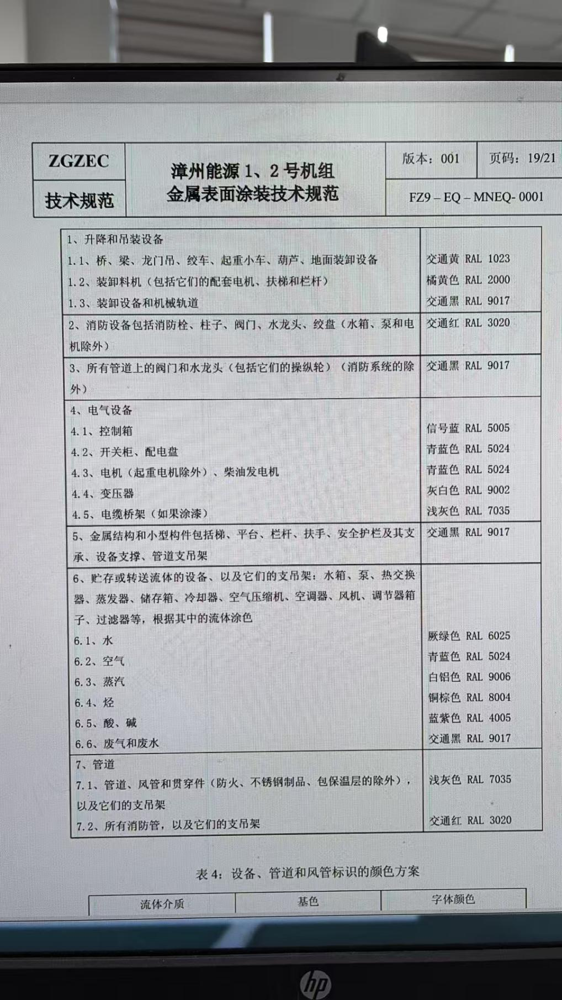 ZGZEC
技术规范
漳州能源 1、2 号机组
金属表面涂装技术规范
版本：001
页码：19/21
FZ9 – EQ – MNEQ- 0001
1、升降和吊装设备
1.1、桥、梁、龙门吊、绞车、起重小车、葫芦、地面装卸设备 交通黄 RAL 1023
1.2、装卸料机（包括它们的配套电机、扶梯和栏杆） 橘黄色 RAL 2000
1.3、装卸设备和机械轨道 交通黑 RAL 9017
2、消防设备包括消防栓、柱子、阀门、水龙头、绞盘（水箱、泵和电 交通红 RAL 3020
机除外）
3、所有管道上的阀门和水龙头（包括它们的操纵轮）（消防系统的除 交通黑 RAL 9017
外）
4、电气设备
4.1、控制箱 信号蓝 RAL 5005
4.2、开关柜、配电盘 青蓝色 RAL 5024
4.3、电机（起重电机除外）、柴油发电机 青蓝色 RAL 5024
4.4、变压器 灰白色 RAL 9002
4.5、电缆桥架（如果涂漆） 浅灰色 RAL 7035
5、金属结构和小型构件包括梯、平台、栏杆、扶手、安全护栏及其支 交通黑 RAL 9017
承、设备支撑、管道支吊架
6、贮存或转送流体的设备、以及它们的支吊架：水箱、泵、热交换
器、蒸发器、储存箱、冷却器、空气压缩机、空调器、风机、调节器箱
子、过滤器等，根据其中的流体涂色
6.1、水 厥绿色 RAL 6025
6.2、空气 青蓝色 RAL 5024
6.3、蒸汽 白铝色 RAL 9006
6.4、烃 铜棕色 RAL 8004
6.5、酸、碱 蓝紫色 RAL 4005
6.6、废气和废水 交通黑 RAL 9017
7、管道
7.1、管道、风管和贯穿件（防火、不锈钢制品、包保温层的除外）， 浅灰色 RAL 7035
以及它们的支吊架
7.2、所有消防管，以及它们的支吊架 交通红 RAL 3020
表 4：设备、管道和风管标识的颜色方案
流体介质 基色 字体颜色
hp